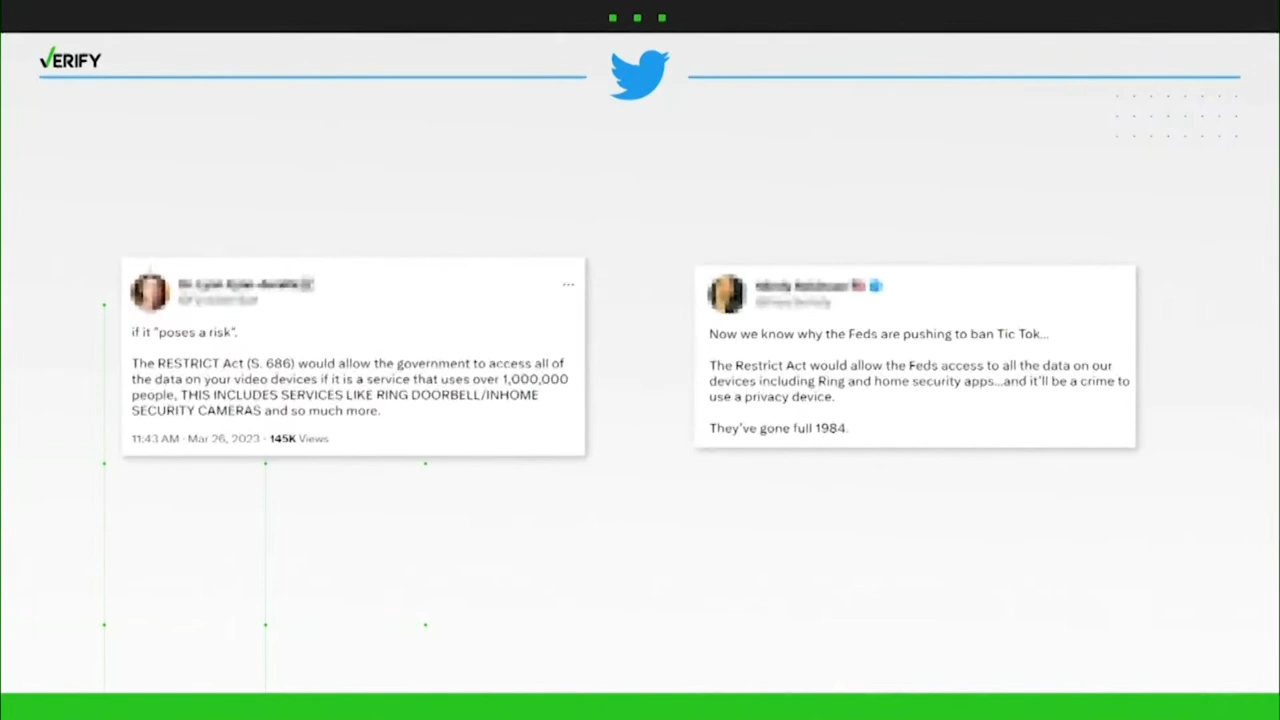 VERIFY
if it "poses a risk".
The RESTRICT Act (S. 686) would allow the government to access all of
the data on your video devices if it is a service that uses over 1,000,000
people, THIS INCLUDES SERVICES LIKE RING DOORBELL/INHOME
SECURITY CAMERAS and so much more.
11:43 AM · Mar 26, 2023 · 145K Views
Now we know why the Feds are pushing to ban Tic Tok...
The Restrict Act would allow the Feds access to all the data on our
devices including Ring and home security apps...and it'll be a crime to
use a privacy device.
They've gone full 1984.